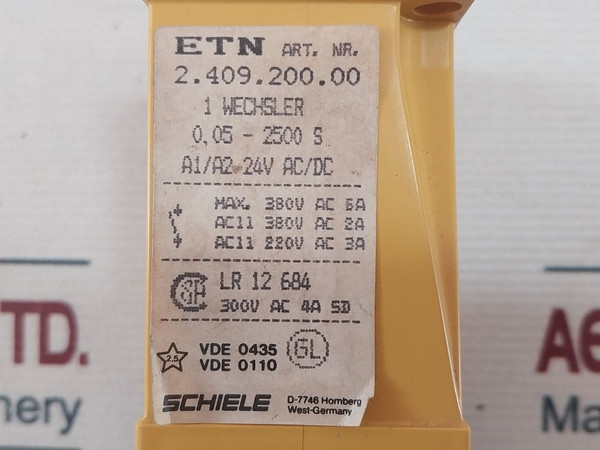 ETN ART. NR.
2.409.200.00
1 WECHSLER
0,05 - 2500 S
A1/A2 24V AC/DC
MAX. 380V AC 6A
AC11 380V AC 2A
AC11 220V AC 3A
LR 12 684
300V AC 4A SD
2.5 VDE 0435 GL
VDE 0110
SCHIELE D-7746 Hornberg
West-Germany
TD.
nery
AE
Ma